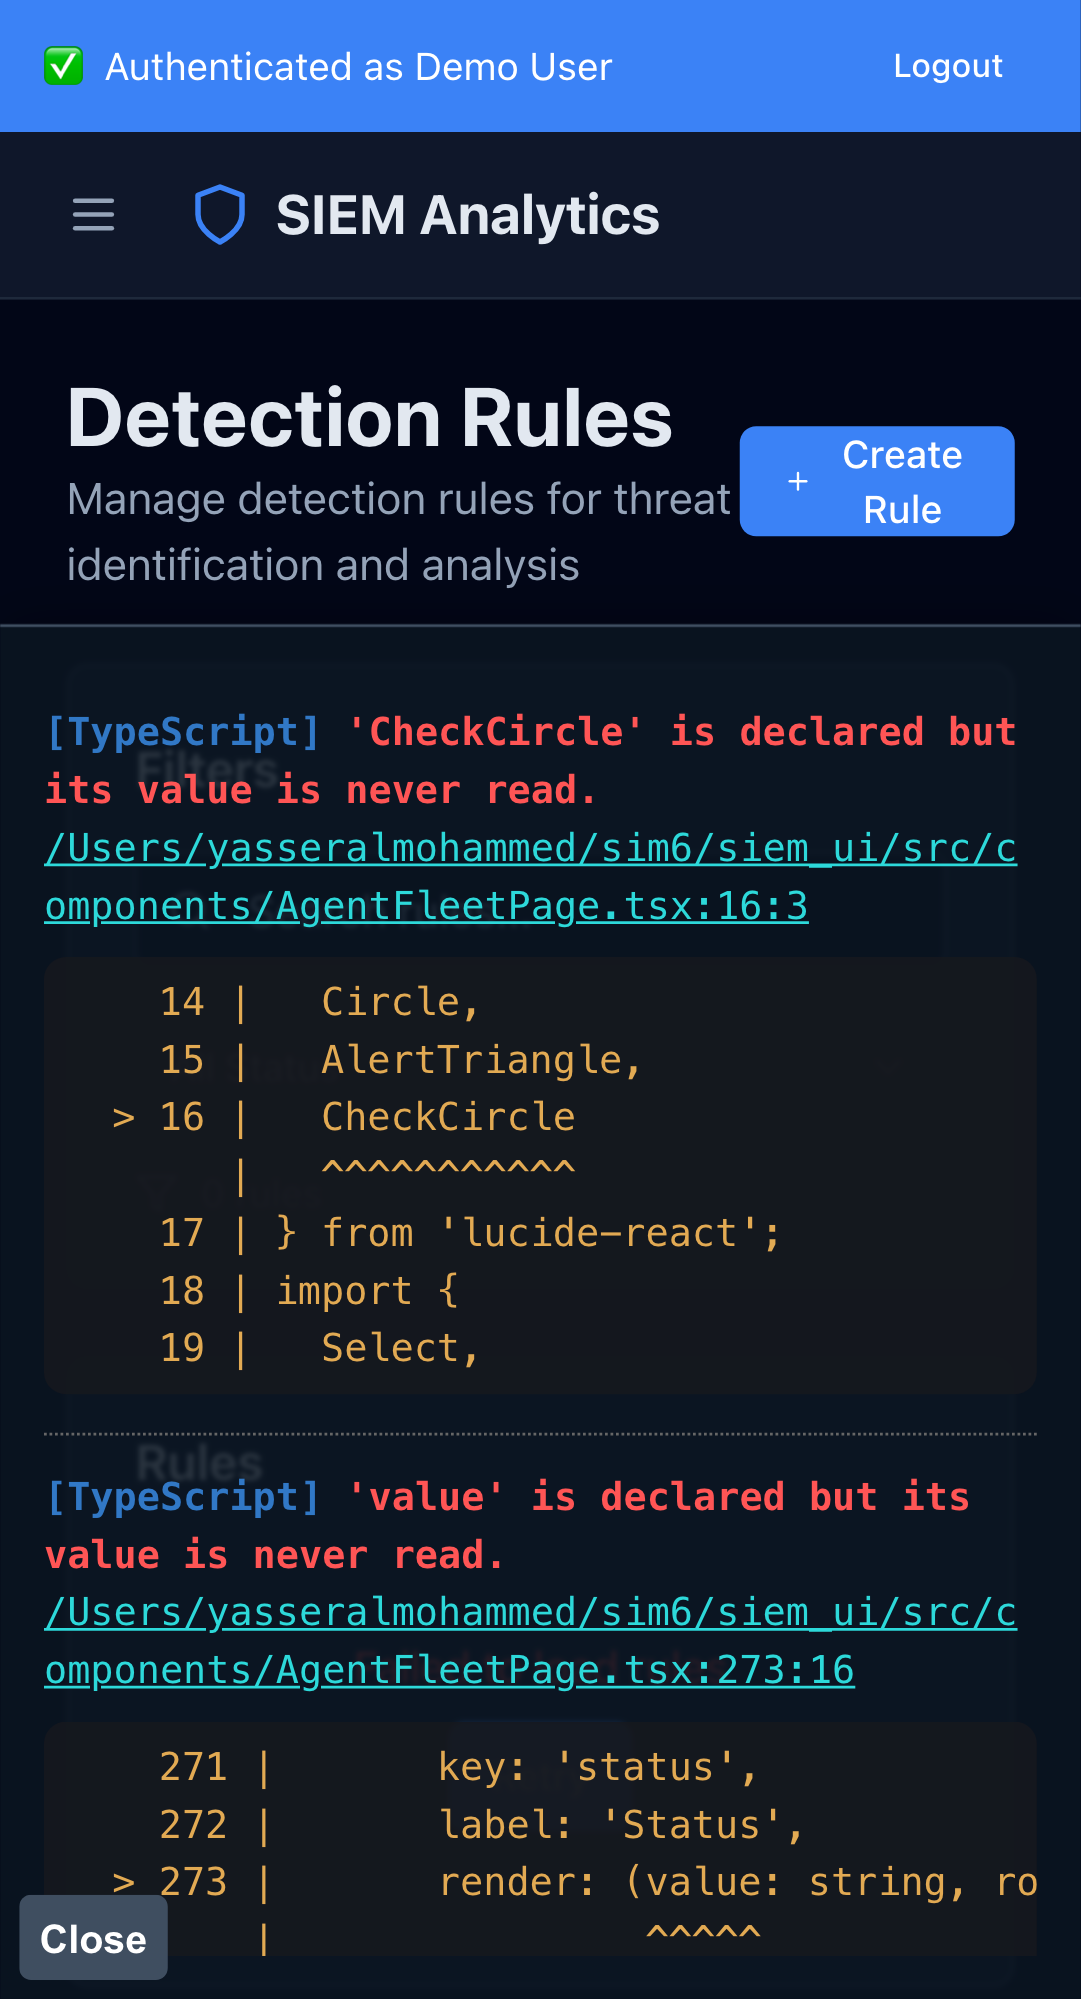 ✅ Authenticated as Demo User
Logout
SIEM Analytics
Detection Rules
Manage detection rules for threat
identification and analysis
+ Create
Rule
[TypeScript] 'CheckCircle' is declared but
its value is never read.
/Users/yasseralmohammed/sim6/siem_ui/src/c
omponents/AgentFleetPage.tsx:16:3
Filters
14 |   Circle,
15 |   AlertTriangle,
> 16 |   CheckCircle
|   ^^^^^^^^^^^
17 | } from 'lucide-react';
18 | import {
19 |   Select,
Rules
[TypeScript] 'value' is declared but its
value is never read.
/Users/yasseralmohammed/sim6/siem_ui/src/c
omponents/AgentFleetPage.tsx:273:16
271 |       key: 'status',
272 |       label: 'Status',
> 273 |       render: (value: string, ro
|                ^^^^^
Close